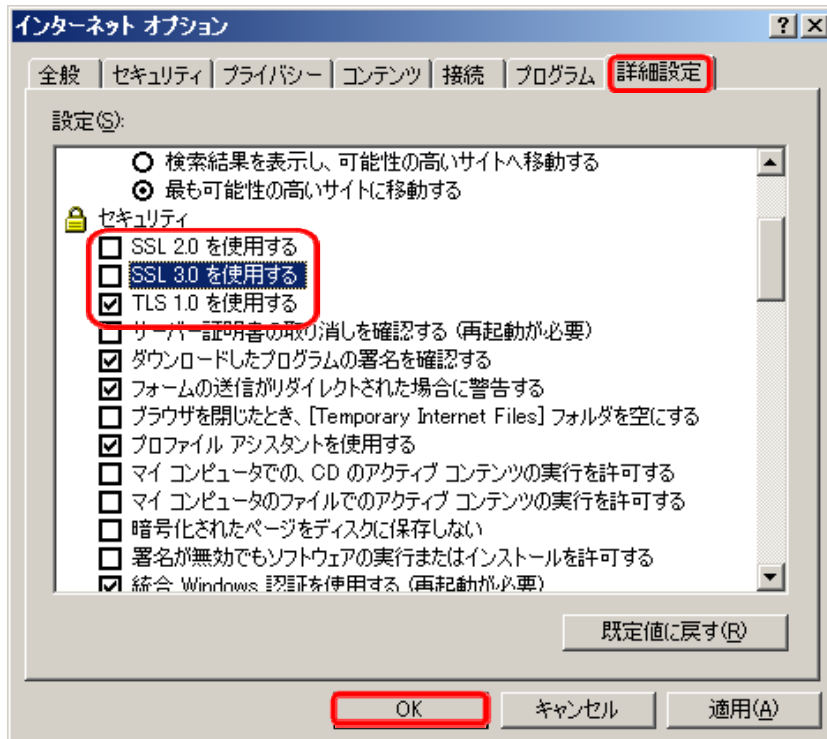 インターネット オプション
全般 セキュリティ プライバシー コンテンツ 接続 プログラム 詳細設定
設定(S):
検索結果を表示し、可能性の高いサイトへ移動する
最も可能性の高いサイトに移動する
セキュリティ
SSL 2.0 を使用する
SSL 3.0 を使用する
TLS 1.0 を使用する
サーバー証明書の取り消しを確認する (再起動が必要)
ダウンロードしたプログラムの署名を確認する
フォームの送信がリダイレクトされた場合に警告する
ブラウザを閉じたとき、[Temporary Internet Files] フォルダを空にする
プロファイル アシスタントを使用する
マイ コンピュータでの、CD のアクティブ コンテンツの実行を許可する
マイ コンピュータのファイルでのアクティブ コンテンツの実行を許可する
暗号化されたページをディスクに保存しない
署名が無効でもソフトウェアの実行またはインストールを許可する
統合 Windows 認証を使用する (再起動が必要)
既定値に戻す(R)
OK キャンセル 適用(A)